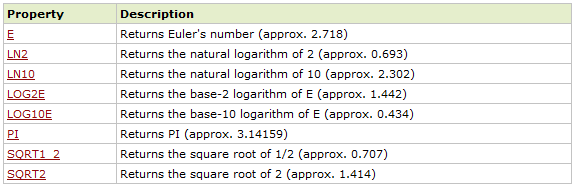 Property Description
E Returns Euler's number (approx. 2.718)
LN2 Returns the natural logarithm of 2 (approx. 0.693)
LN10 Returns the natural logarithm of 10 (approx. 2.302)
LOG2E Returns the base-2 logarithm of E (approx. 1.442)
LOG10E Returns the base-10 logarithm of E (approx. 0.434)
PI Returns PI (approx. 3.14159)
SQRT1_2 Returns the square root of 1/2 (approx. 0.707)
SQRT2 Returns the square root of 2 (approx. 1.414)